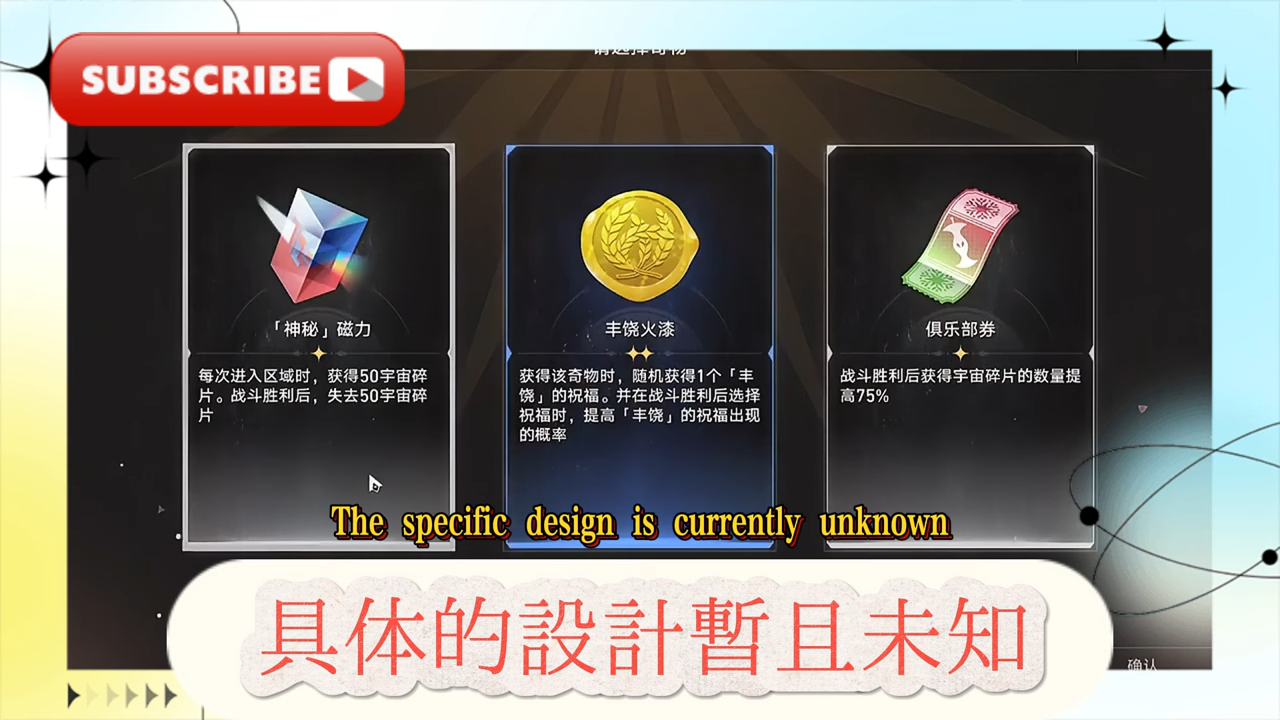 SUBSCRIBE
请选择奇物
「神秘」磁力
每次进入区域时，获得50宇宙碎
片。战斗胜利后，失去50宇宙碎
片
丰饶火漆
获得该奇物时，随机获得1个「丰
饶」的祝福。并在战斗胜利后选择
祝福时，提高「丰饶」的祝福出现
的概率
俱乐部券
战斗胜利后获得宇宙碎片的数量提
高75%
The specific design is currently unknown
具体的設計暫且未知
确认